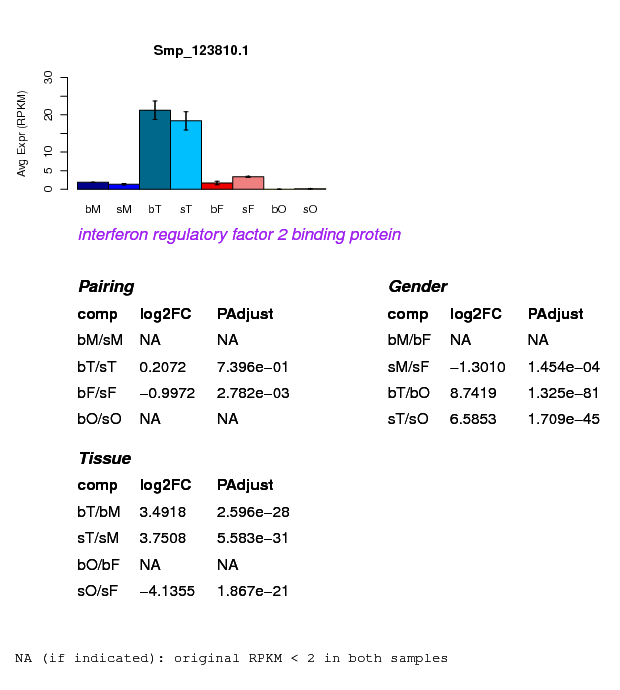 Smp_123810.1
Avg Expr (RPKM)
30
20
10
5
0
bM sM bT sT bF sF bO sO
interferon regulatory factor 2 binding protein
Pairing
comp log2FC PAdjust
bM/sM NA NA
bT/sT 0.2072 7.396e−01
bF/sF −0.9972 2.782e−03
bO/sO NA NA
Gender
comp log2FC PAdjust
bM/bF NA NA
sM/sF −1.3010 1.454e−04
bT/bO 8.7419 1.325e−81
sT/sO 6.5853 1.709e−45
Tissue
comp log2FC PAdjust
bT/bM 3.4918 2.596e−28
sT/sM 3.7508 5.583e−31
bO/bF NA NA
sO/sF −4.1355 1.867e−21
NA (if indicated): original RPKM < 2 in both samples